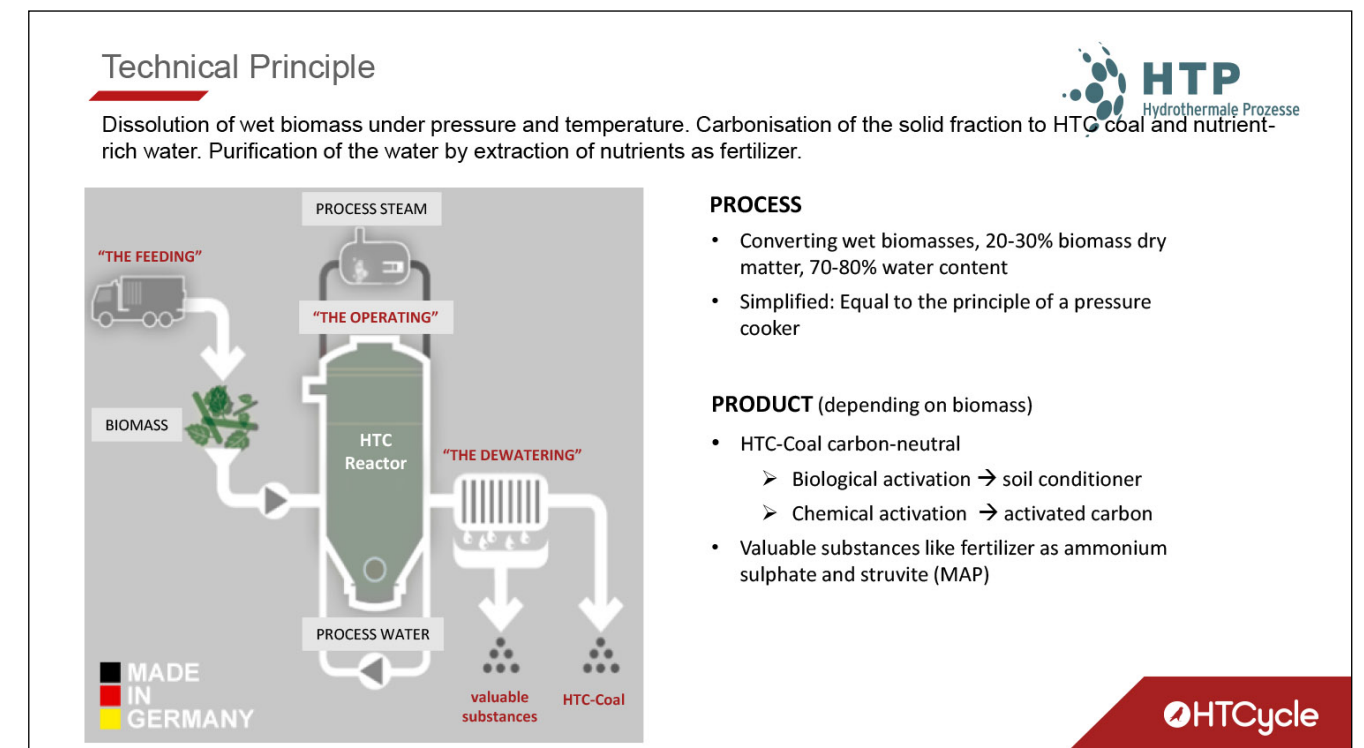 Technical Principle
HTP
Hydrothermale Prozesse
Dissolution of wet biomass under pressure and temperature. Carbonisation of the solid fraction to HTC coal and nutrient-
rich water. Purification of the water by extraction of nutrients as fertilizer.
PROCESS STEAM
“THE FEEDING”
“THE OPERATING”
BIOMASS
HTC
Reactor
“THE DEWATERING”
PROCESS WATER
MADE
IN
GERMANY
valuable
substances
HTC-Coal
PROCESS
• Converting wet biomasses, 20-30% biomass dry
matter, 70-80% water content
• Simplified: Equal to the principle of a pressure
cooker
PRODUCT (depending on biomass)
• HTC-Coal carbon-neutral
➢ Biological activation → soil conditioner
➢ Chemical activation → activated carbon
• Valuable substances like fertilizer as ammonium
sulphate and struvite (MAP)
HTCycle